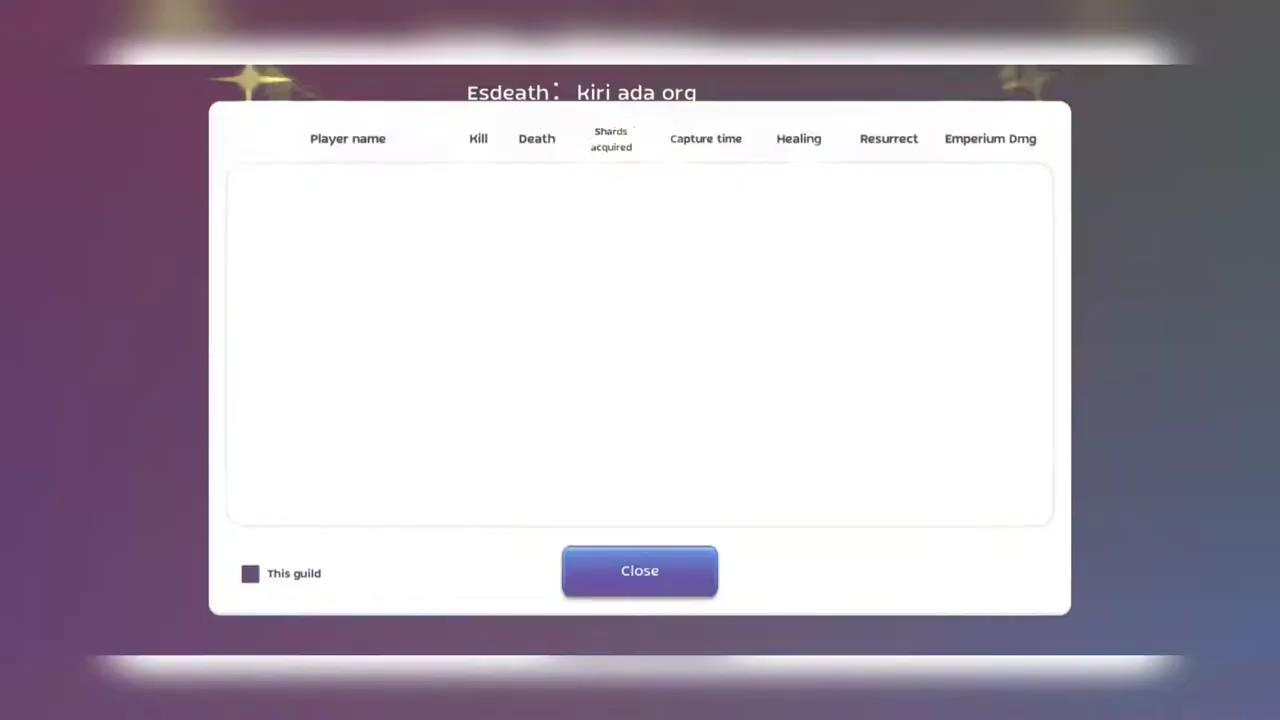 Esdeath： kiri ada org
Player name Kill Death Shards acquired Capture time Healing Resurrect Emperium Dmg
This guild
Close